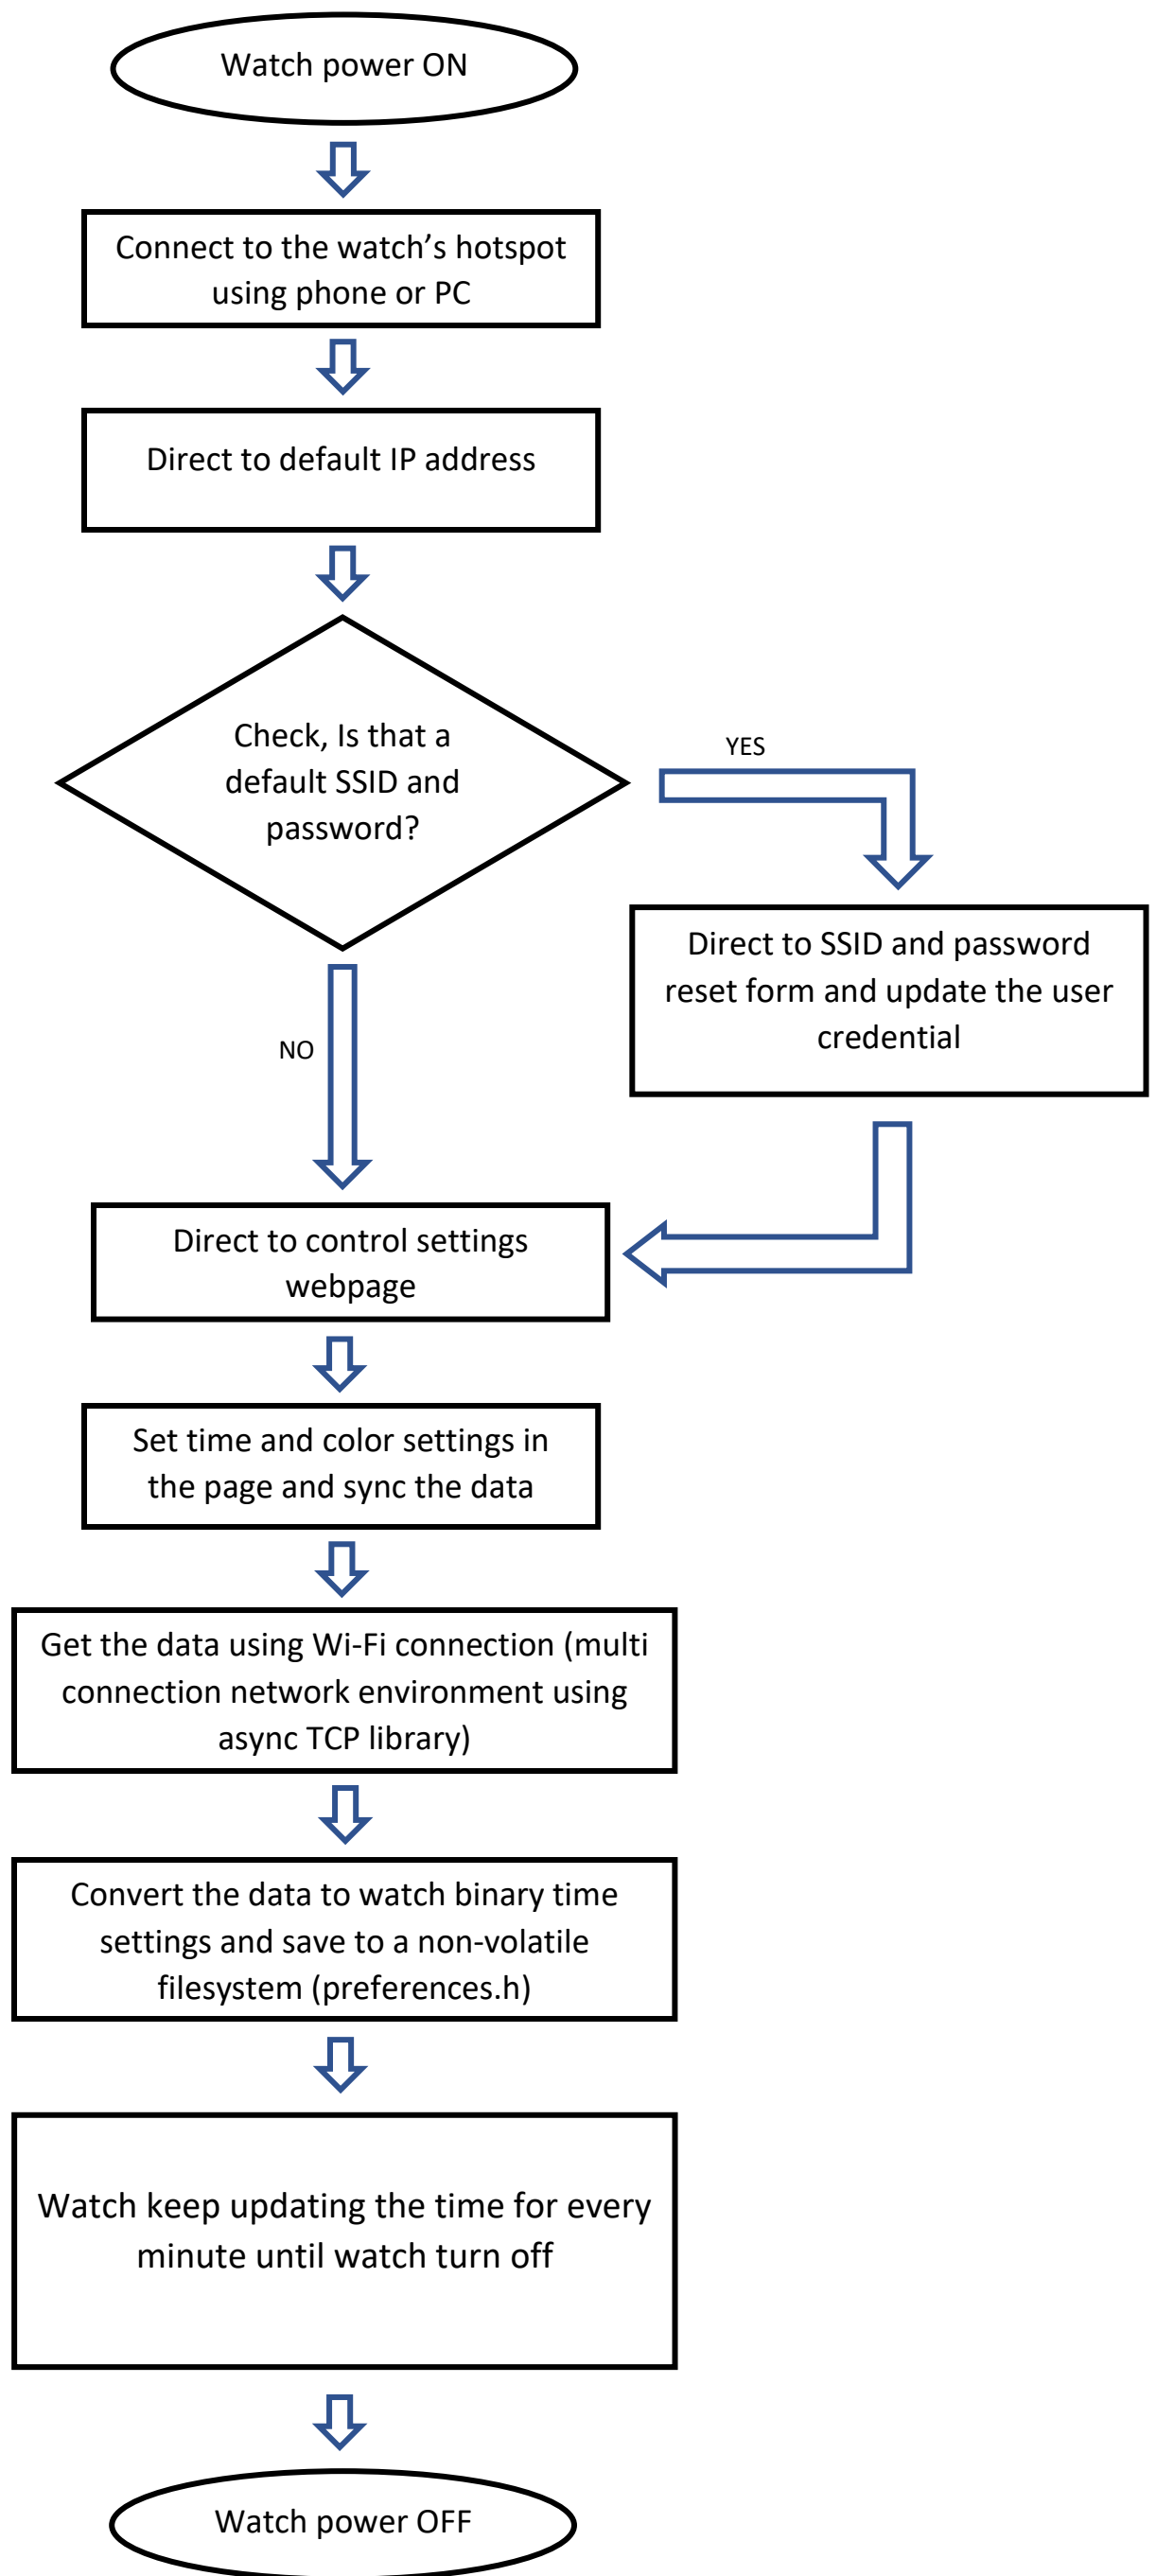 Watch power ON
Connect to the watch’s hotspot
using phone or PC
Direct to default IP address
Check, Is that a
default SSID and
password?
YES
Direct to SSID and password
reset form and update the user
credential
NO
Direct to control settings
webpage
Set time and color settings in
the page and sync the data
Get the data using Wi-Fi connection (multi
connection network environment using
async TCP library)
Convert the data to watch binary time
settings and save to a non-volatile
filesystem (preferences.h)
Watch keep updating the time for every
minute until watch turn off
Watch power OFF